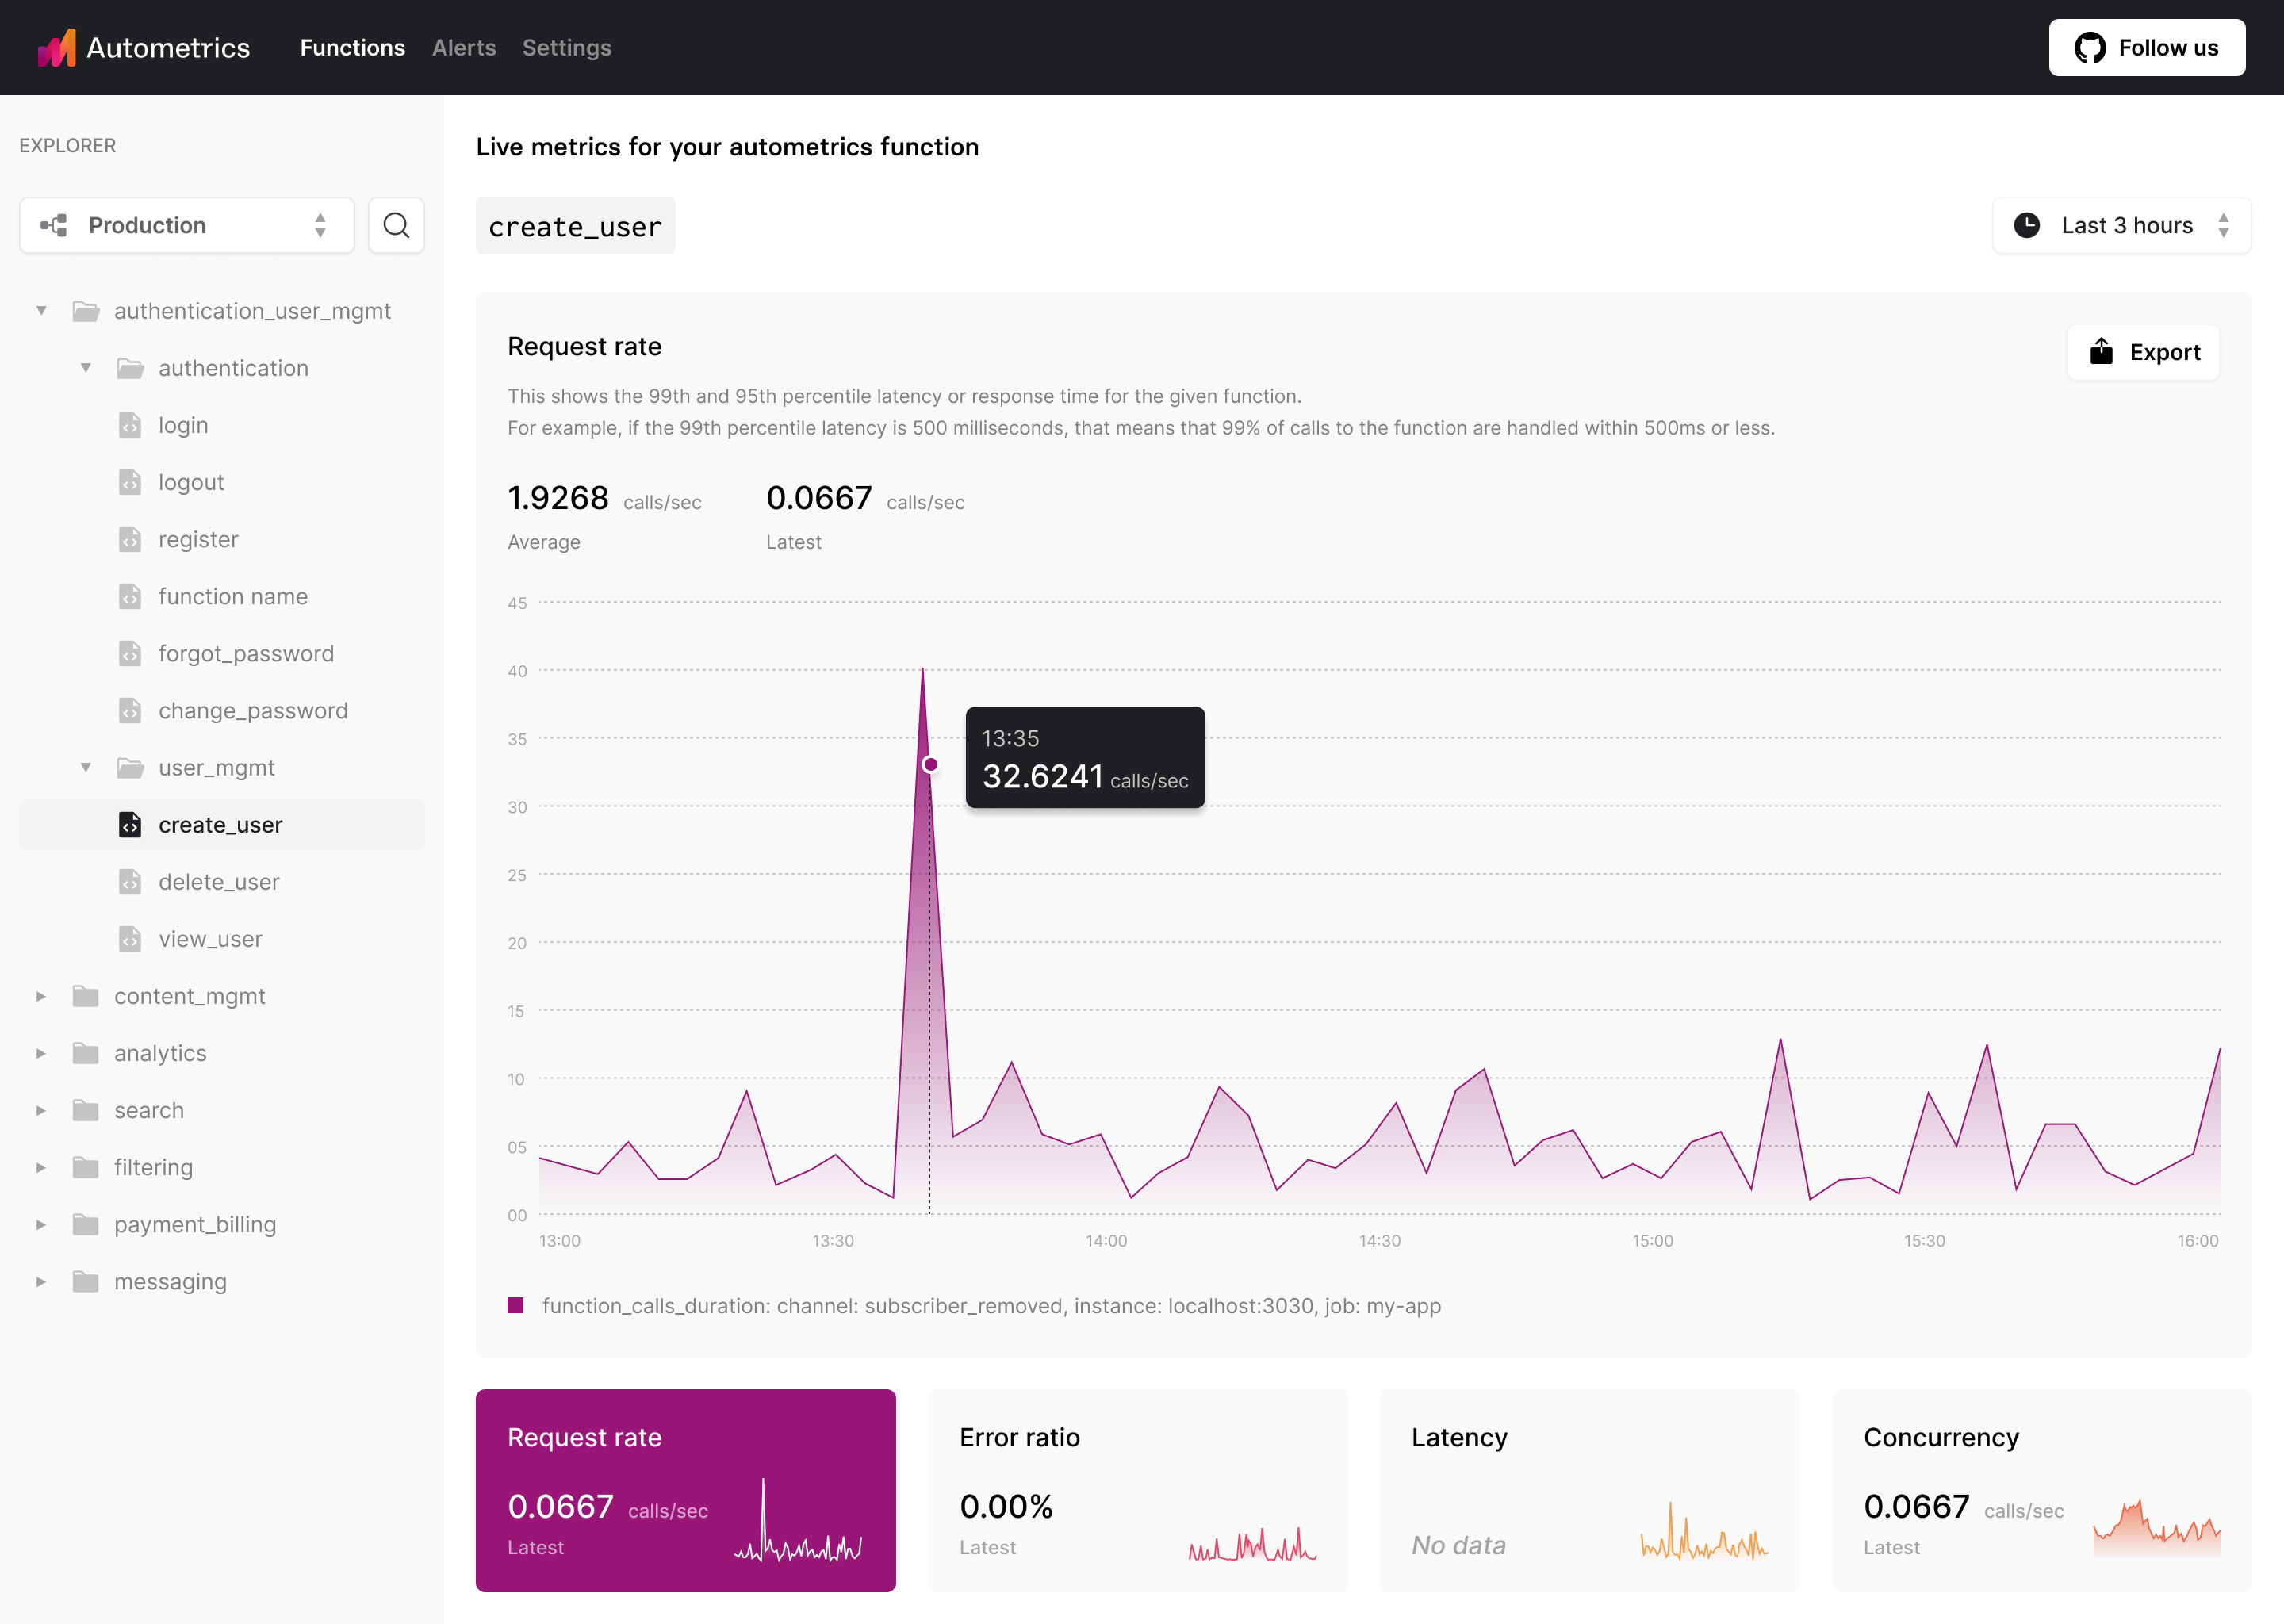 Autometrics
Functions Alerts Settings
Follow us
EXPLORER
Production
authentication_user_mgmt
authentication
login
logout
register
function name
forgot_password
change_password
user_mgmt
create_user
delete_user
view_user
content_mgmt
analytics
search
filtering
payment_billing
messaging
Live metrics for your autometrics function
create_user
Last 3 hours
Request rate
Export
This shows the 99th and 95th percentile latency or response time for the given function.
For example, if the 99th percentile latency is 500 milliseconds, that means that 99% of calls to the function are handled within 500ms or less.
1.9268 calls/sec 0.0667 calls/sec
Average Latest
45
40
35
30
25
20
15
10
05
00
13:35
32.6241 calls/sec
13:00 13:30 14:00 14:30 15:00 15:30 16:00
function_calls_duration: channel: subscriber_removed, instance: localhost:3030, job: my-app
Request rate
0.0667 calls/sec
Latest
Error ratio
0.00%
Latest
Latency
No data
Concurrency
0.0667 calls/sec
Latest